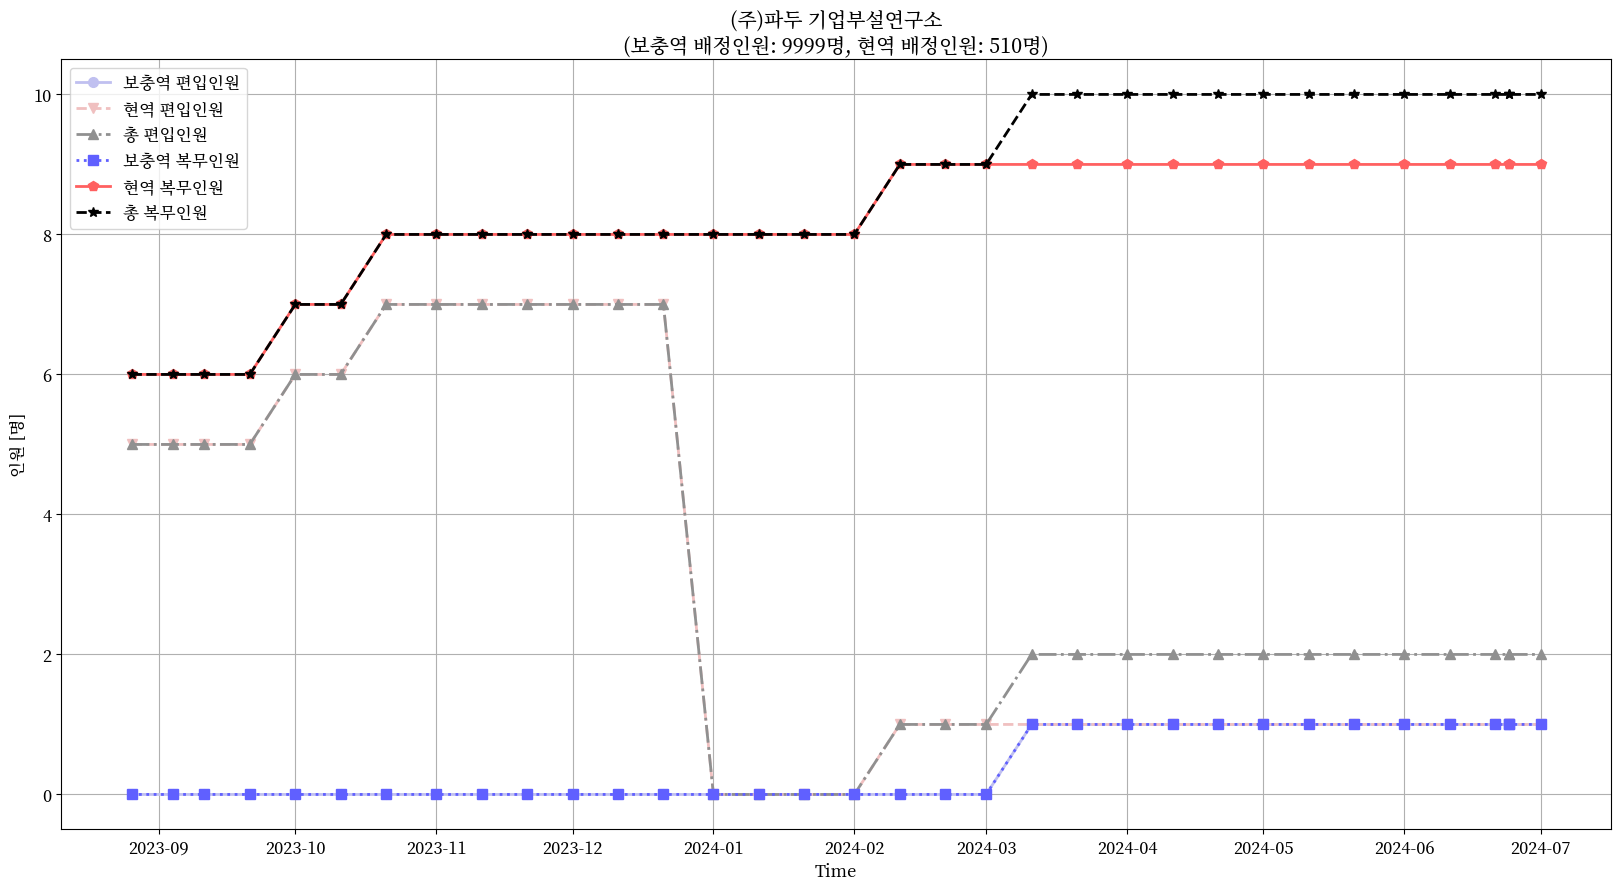 (주)파두 기업부설연구소
(보충역 배정인원: 9999명, 현역 배정인원: 510명)
보충역 편입인원
현역 편입인원
총 편입인원
보충역 복무인원
현역 복무인원
총 복무인원
10
8
6
4
2
0
인원 [명]
2023-09
2023-10
2023-11
2023-12
2024-01
2024-02
2024-03
2024-04
2024-05
2024-06
2024-07
Time